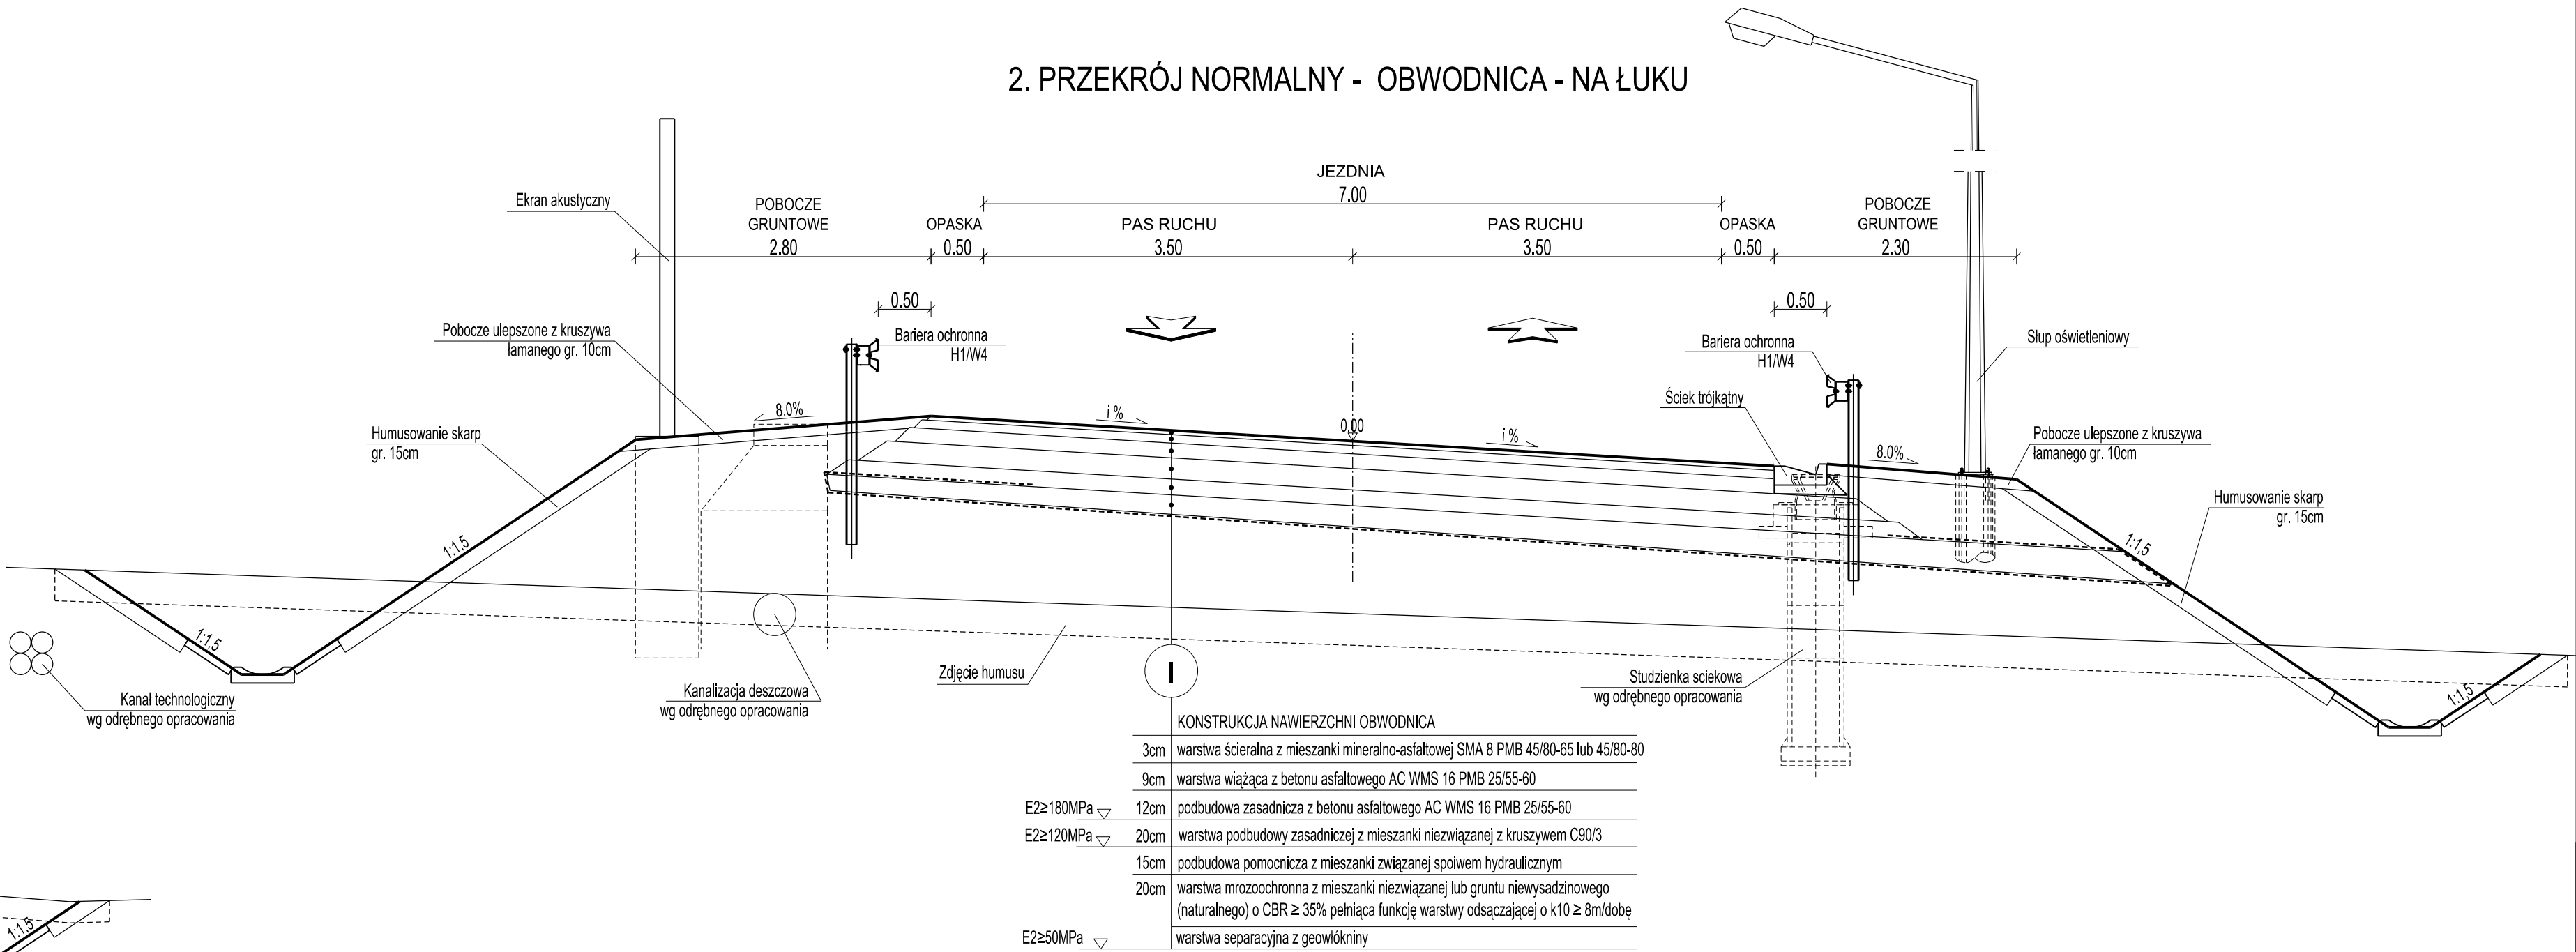 2. PRZEKRÓJ NORMALNY - OBWODNICA - NA ŁUKU
JEZDNIA
7.00
Ekran akustyczny
POBOCZE
GRUNTOWE
2.80
OPASKA
0.50
PAS RUCHU
3.50
PAS RUCHU
3.50
OPASKA
0.50
POBOCZE
GRUNTOWE
2.30
0.50
0.50
Pobocze ulepszone z kruszywa
łamanego gr. 10cm
Bariera ochronna
H1/W4
Bariera ochronna
H1/W4
Słup oświetleniowy
Ściek trójkątny
8.0%
i %
0.00
i %
8.0%
Humusowanie skarp
gr. 15cm
Pobocze ulepszone z kruszywa
łamanego gr. 10cm
Humusowanie skarp
gr. 15cm
1:1,5
1:1,5
1:1,5
1:1,5
Kanał technologiczny
wg odrębnego opracowania
Kanalizacja deszczowa
wg odrębnego opracowania
Zdjęcie humusu
I
Studzienka sciekowa
wg odrębnego opracowania
KONSTRUKCJA NAWIERZCHNI OBWODNICA
3cm warstwa ścieralna z mieszanki mineralno-asfaltowej SMA 8 PMB 45/80-65 lub 45/80-80
9cm warstwa wiążąca z betonu asfaltowego AC WMS 16 PMB 25/55-60
E2≥180MPa 12cm podbudowa zasadnicza z betonu asfaltowego AC WMS 16 PMB 25/55-60
E2≥120MPa 20cm warstwa podbudowy zasadniczej z mieszanki niezwiązanej z kruszywem C90/3
15cm podbudowa pomocnicza z mieszanki związanej spoiwem hydraulicznym
20cm warstwa mrozoochronna z mieszanki niezwiązanej lub gruntu niewysadzinowego
(naturalnego) o CBR ≥ 35% pełniąca funkcję warstwy odsączającej o k10 ≥ 8m/dobę
E2≥50MPa warstwa separacyjna z geowłókniny
1:1,5